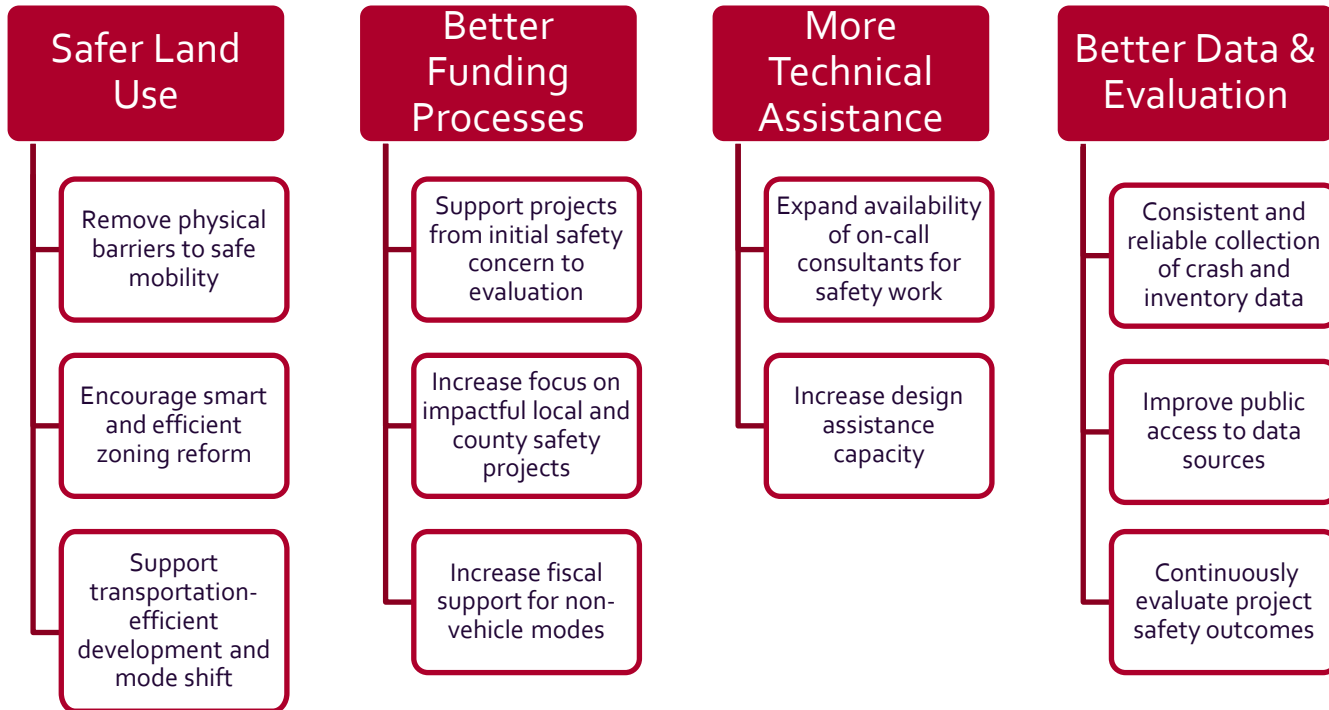 Safer Land
Use
Remove physical
barriers to safe
mobility
Encourage smart
and efficient
zoning reform
Support
transportation-
efficient
development and
mode shift
Better
Funding
Processes
Support projects
from initial safety
concern to
evaluation
Increase focus on
impactful local and
county safety
projects
Increase fiscal
support for non-
vehicle modes
More
Technical
Assistance
Expand availability
of on-call
consultants for
safety work
Increase design
assistance
capacity
Better Data &
Evaluation
Consistent and
reliable collection
of crash and
inventory data
Improve public
access to data
sources
Continuously
evaluate project
safety outcomes